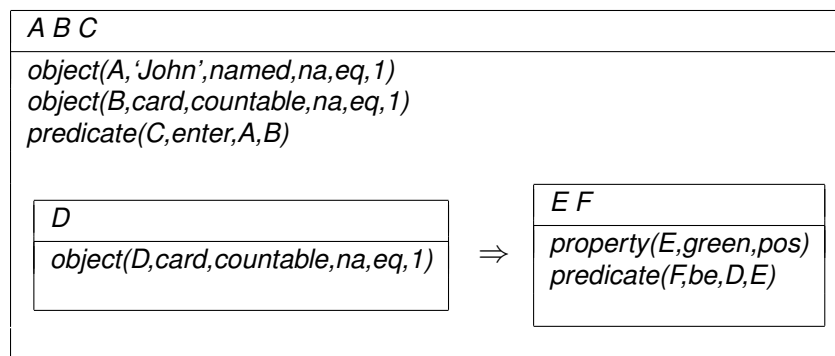 A B C
object(A,‘John’,named,na,eq,1)
object(B,card,countable,na,eq,1)
predicate(C,enter,A,B)
D
object(D,card,countable,na,eq,1)
⇒
E F
property(E,green,pos)
predicate(F,be,D,E)